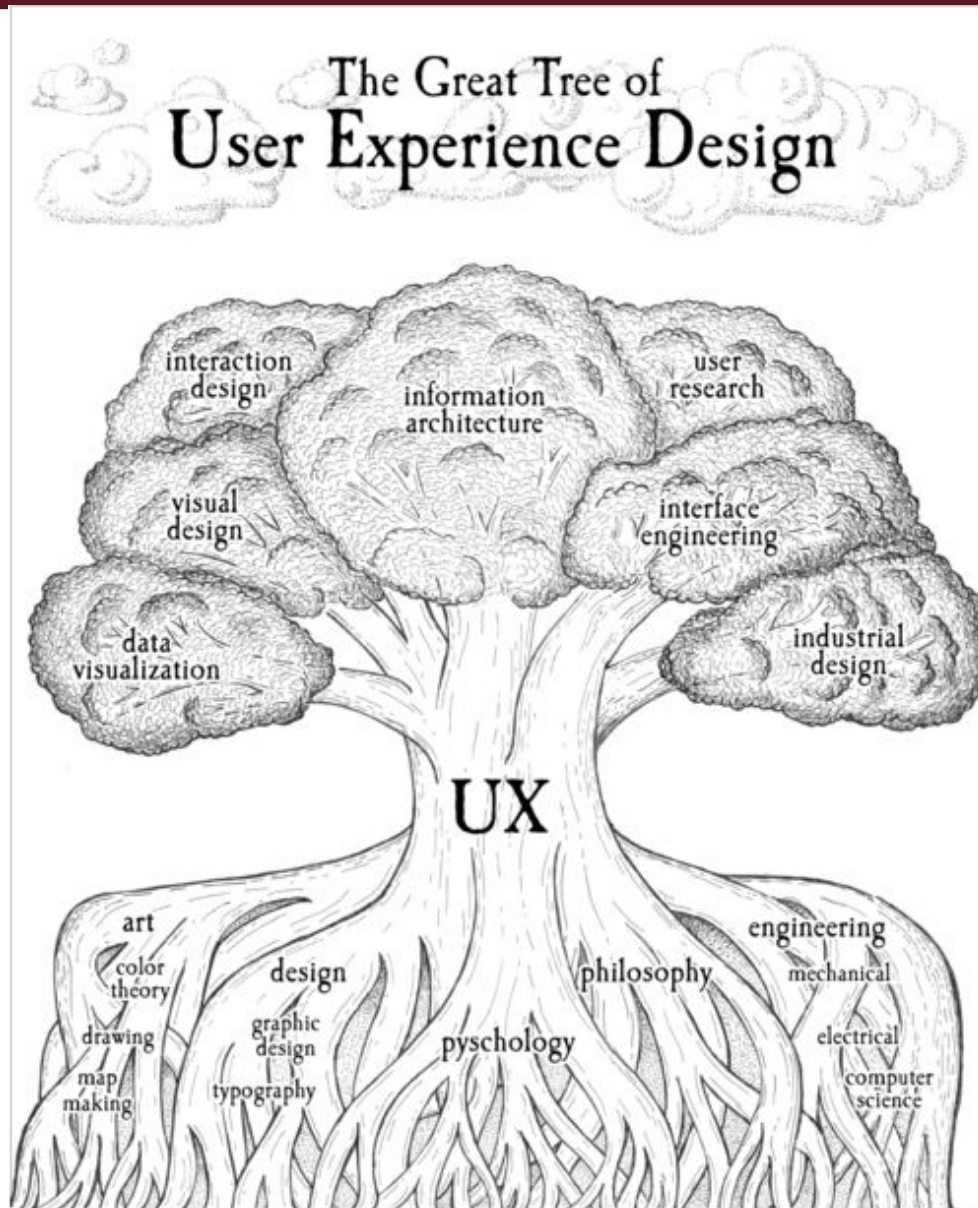 The Great Tree of
User Experience Design
interaction
design
information
architecture
user
research
visual
design
interface
engineering
data
visualization
industrial
design
UX
art
color
theory
drawing
map
making
design
graphic
design
typography
pyschology
philosophy
engineering
mechanical
electrical
computer
science